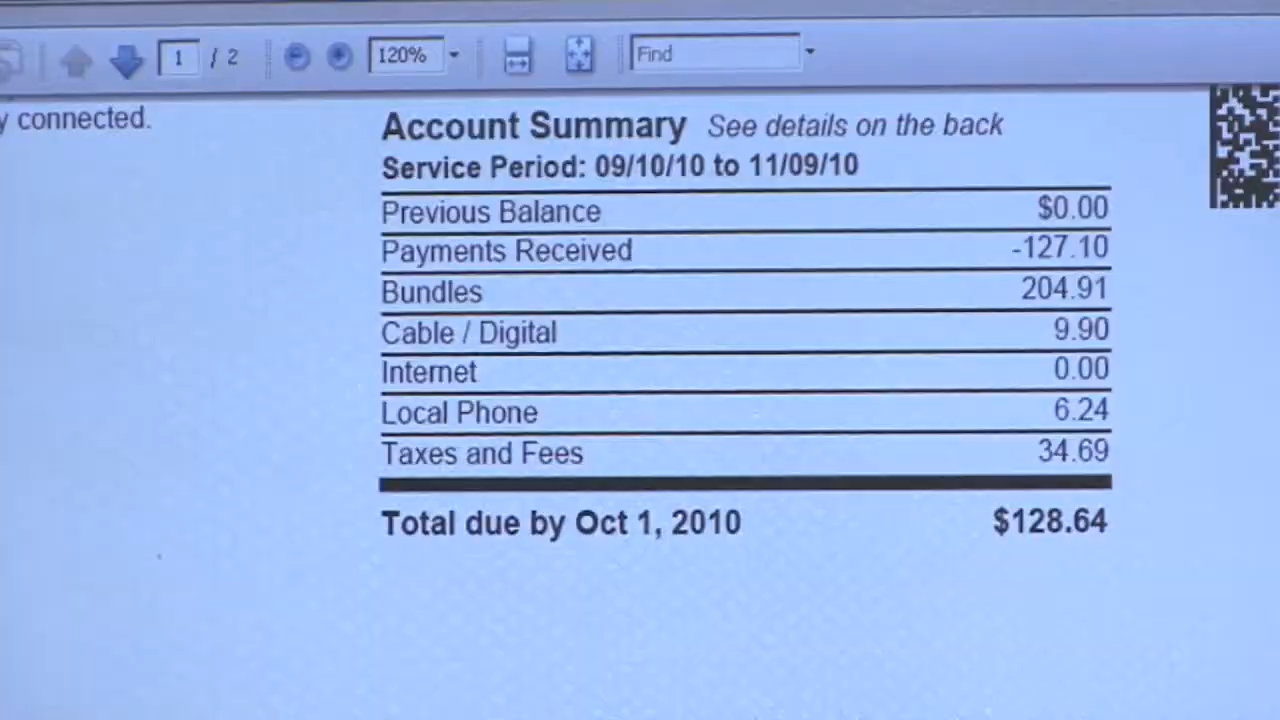 1 / 2 120% Find
y connected.
Account Summary See details on the back
Service Period: 09/10/10 to 11/09/10
Previous Balance $0.00
Payments Received -127.10
Bundles 204.91
Cable / Digital 9.90
Internet 0.00
Local Phone 6.24
Taxes and Fees 34.69
Total due by Oct 1, 2010 $128.64